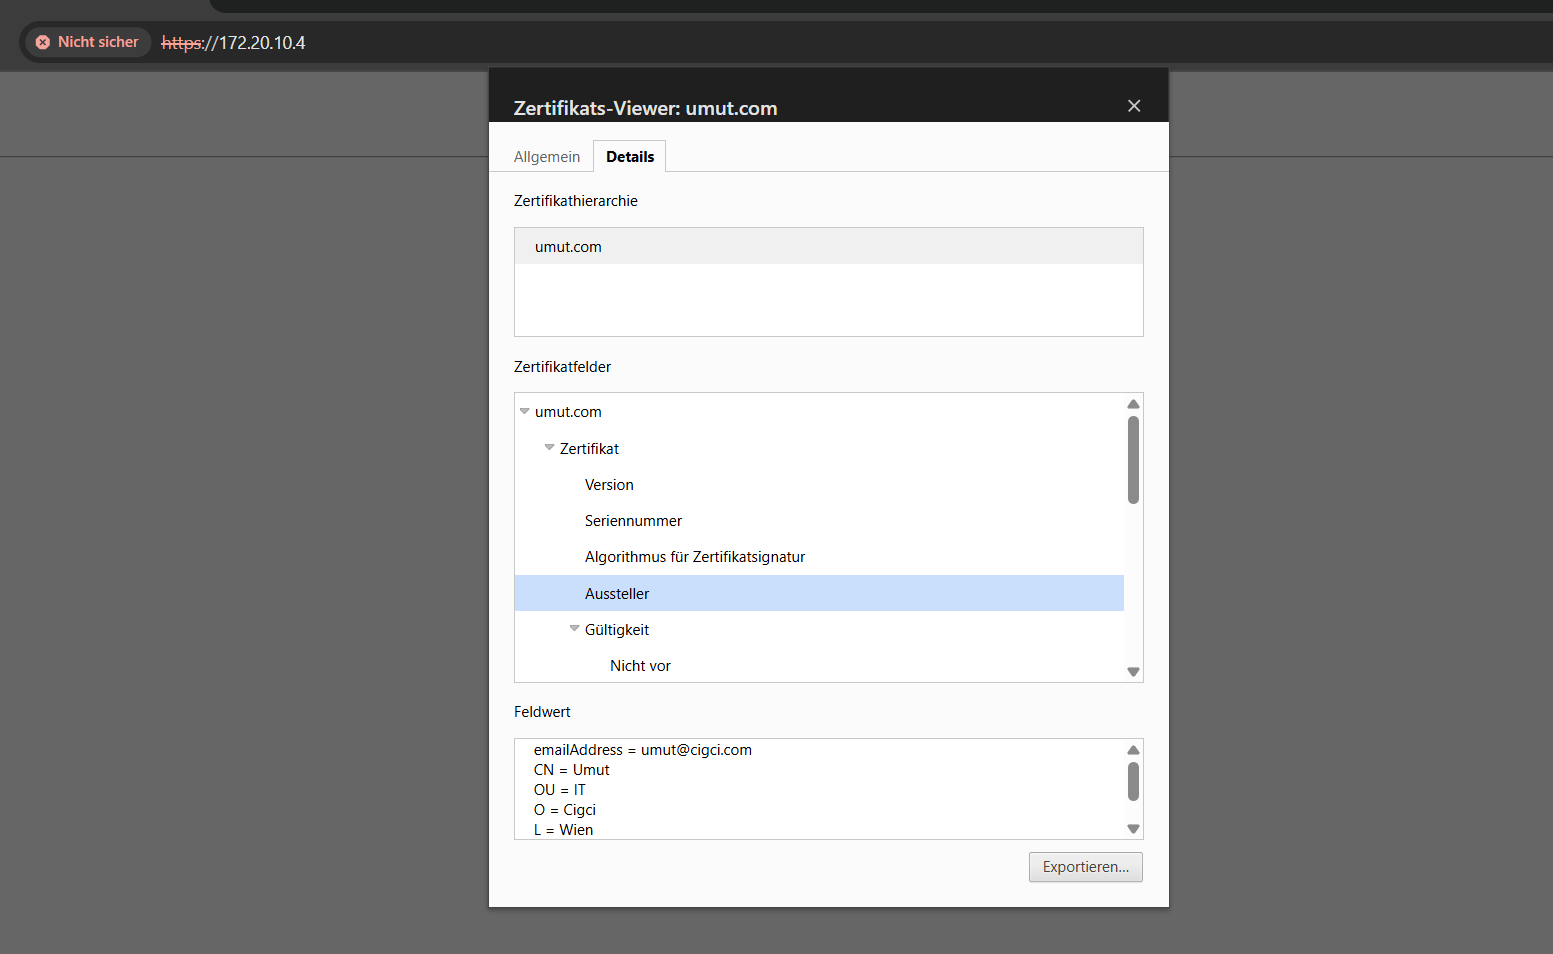 Nicht sicher https://172.20.10.4
Zertifikats-Viewer: umut.com
Allgemein Details
Zertifikathierarchie
umut.com
Zertifikatfelder
umut.com
Zertifikat
Version
Seriennummer
Algorithmus für Zertifikatsignatur
Aussteller
Gültigkeit
Nicht vor
Feldwert
emailAddress = umut@cigci.com
CN = Umut
OU = IT
O = Cigci
L = Wien
Exportieren...